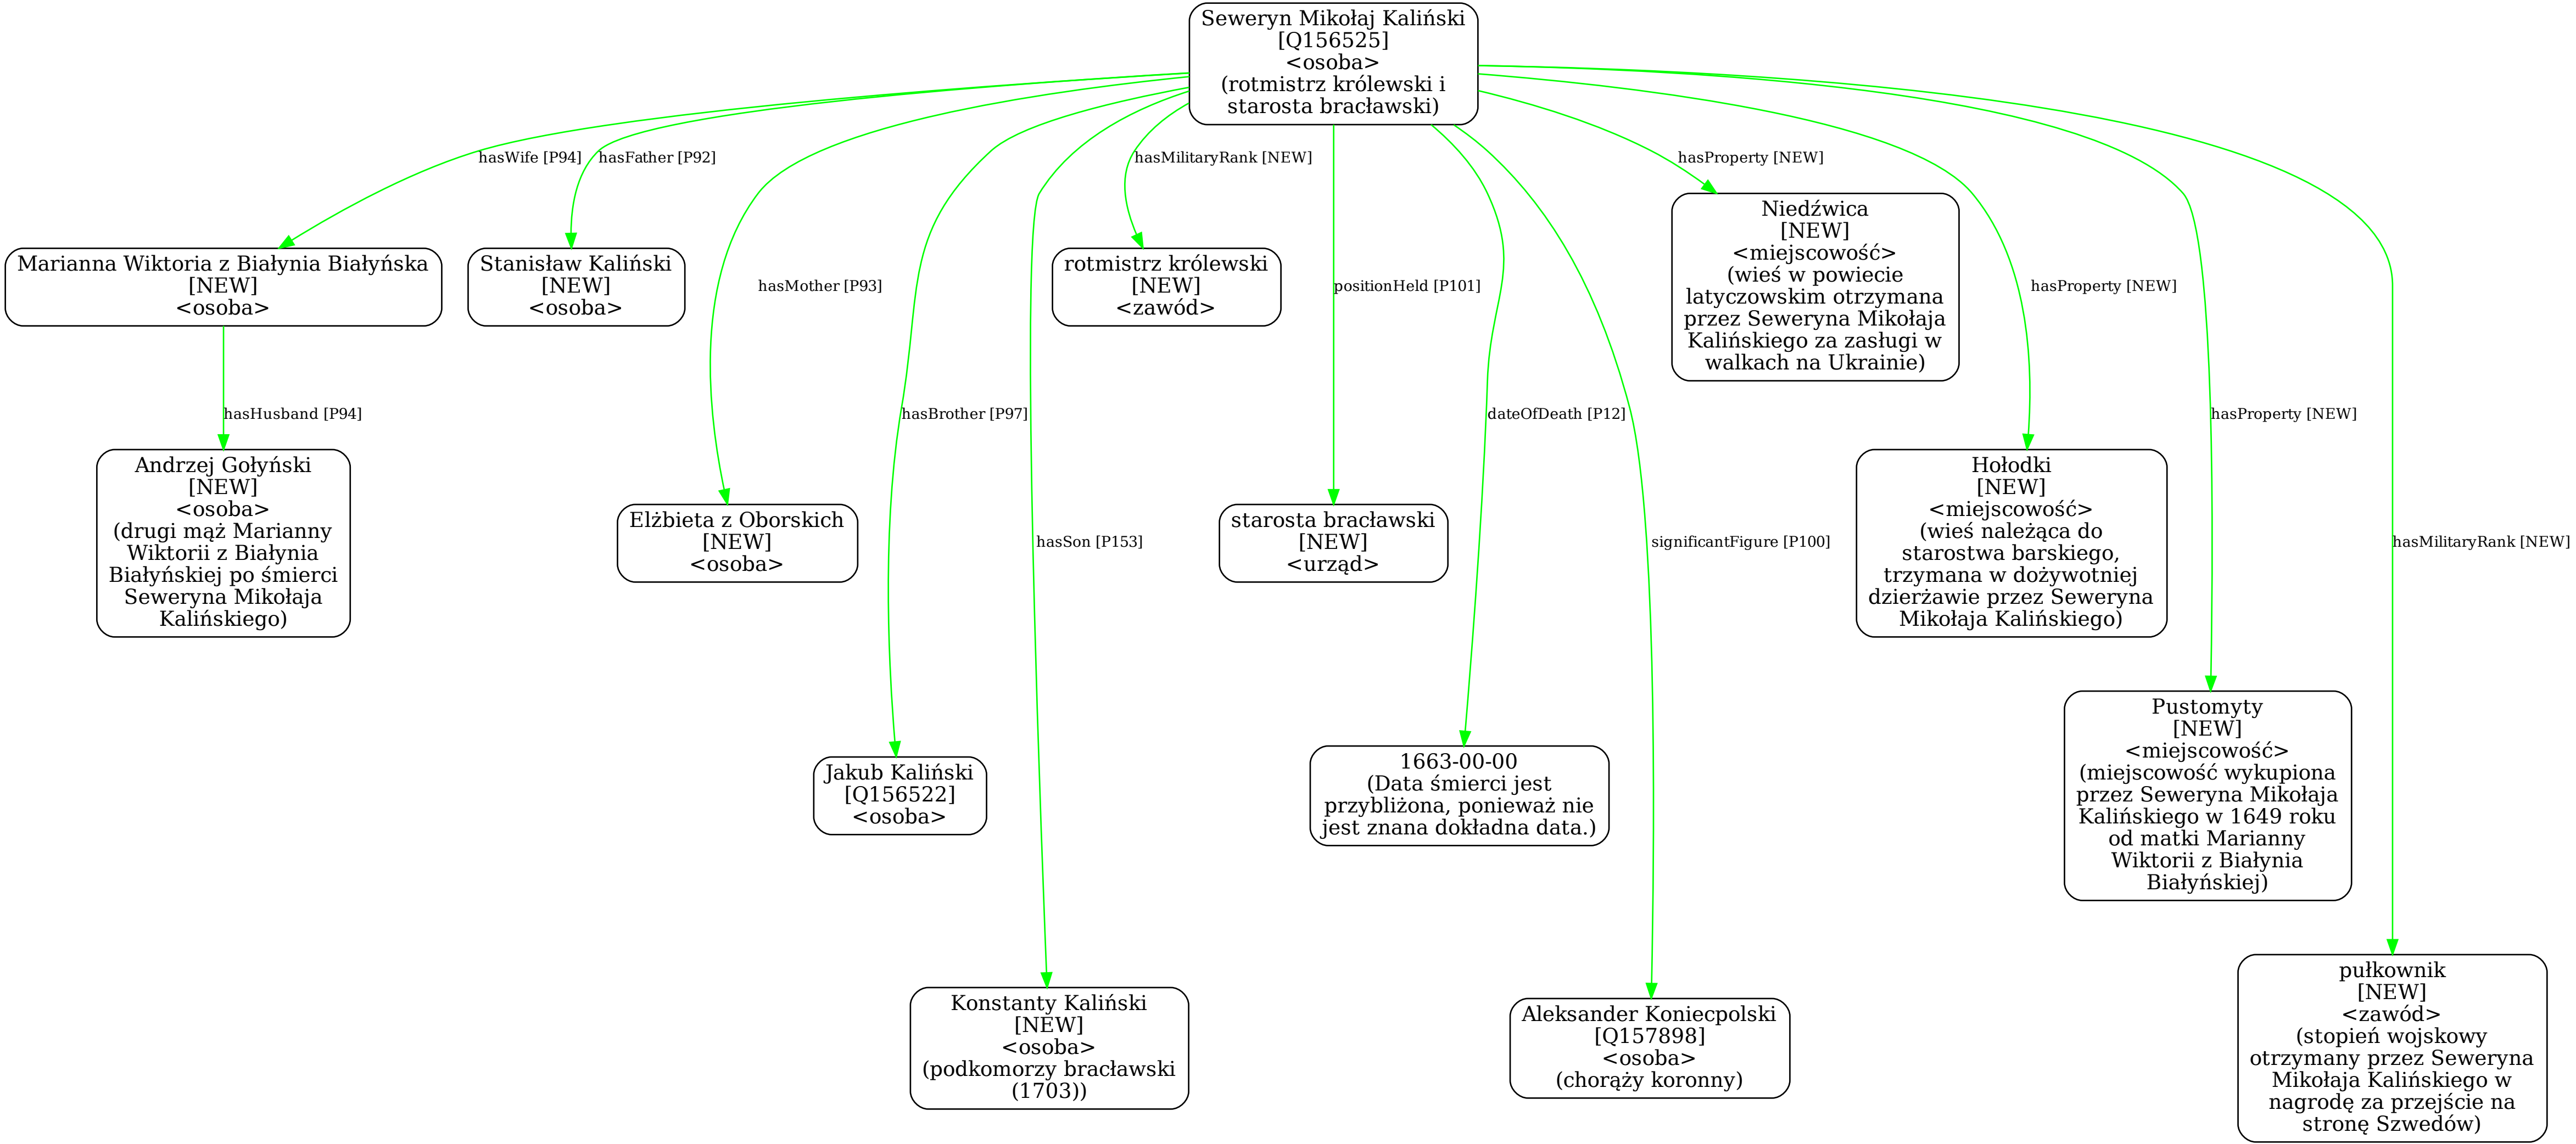 Seweryn Mikołaj Kaliński
[Q156525]
<osoba>
(rotmistrz królewski i
starosta bracławski)
hasWife [P94]
hasFather [P92]
hasMilitaryRank [NEW]
hasProperty [NEW]
Niedźwica
[NEW]
<miejscowość>
(wieś w powiecie
latyczowskim otrzymana
przez Seweryna Mikołaja
Kalińskiego za zasługi w
walkach na Ukrainie)
Marianna Wiktoria z Białynia Białyńska
[NEW]
<osoba>
Stanisław Kaliński
[NEW]
<osoba>
hasMother [P93]
rotmistrz królewski
[NEW]
<zawód>
positionHeld [P101]
hasProperty [NEW]
hasHusband [P94]
hasBrother [P97]
dateOfDeath [P12]
hasProperty [NEW]
Andrzej Gołyński
[NEW]
<osoba>
(drugi mąż Marianny
Wiktorii z Białynia
Białyńskiej po śmierci
Seweryna Mikołaja
Kalińskiego)
Elżbieta z Oborskich
[NEW]
<osoba>
hasSon [P153]
starosta bracławski
[NEW]
<urząd>
significantFigure [P100]
Hołodki
[NEW]
<miejscowość>
(wieś należąca do
starostwa barskiego,
trzymana w dożywotniej
dzierżawie przez Seweryna
Mikołaja Kalińskiego)
hasMilitaryRank [NEW]
Jakub Kaliński
[Q156522]
<osoba>
1663-00-00
(Data śmierci jest
przybliżona, ponieważ nie
jest znana dokładna data.)
Pustomyty
[NEW]
<miejscowość>
(miejscowość wykupiona
przez Seweryna Mikołaja
Kalińskiego w 1649 roku
od matki Marianny
Wiktorii z Białynia
Białyńskiej)
Konstanty Kaliński
[NEW]
<osoba>
(podkomorzy bracławski
(1703))
Aleksander Koniecpolski
[Q157898]
<osoba>
(chorąży koronny)
pułkownik
[NEW]
<zawód>
(stopień wojskowy
otrzymany przez Seweryna
Mikołaja Kalińskiego w
nagrodę za przejście na
stronę Szwedów)